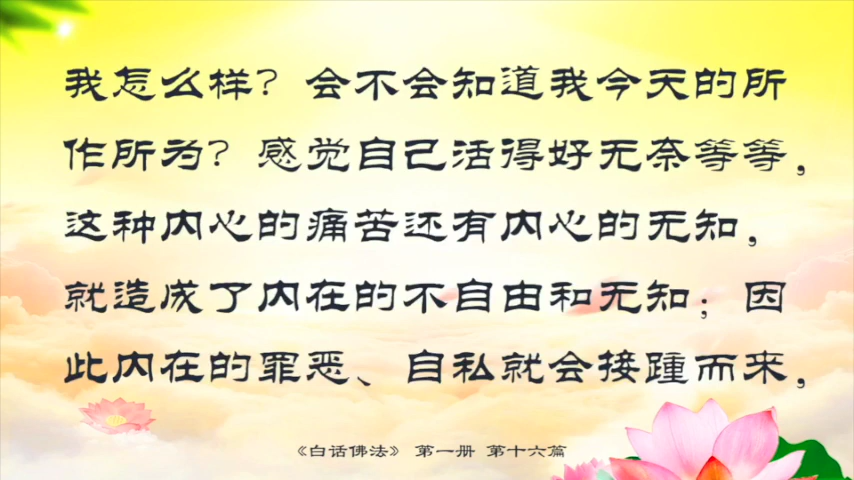 我怎么样？会不会知道我今天的所
作所为？感觉自己活得好无奈等等，
这种内心的痛苦还有内心的无知，
就造成了内在的不自由和无知；因
此内在的罪恶、自私就会接踵而来，
《白话佛法》 第一册 第十六篇